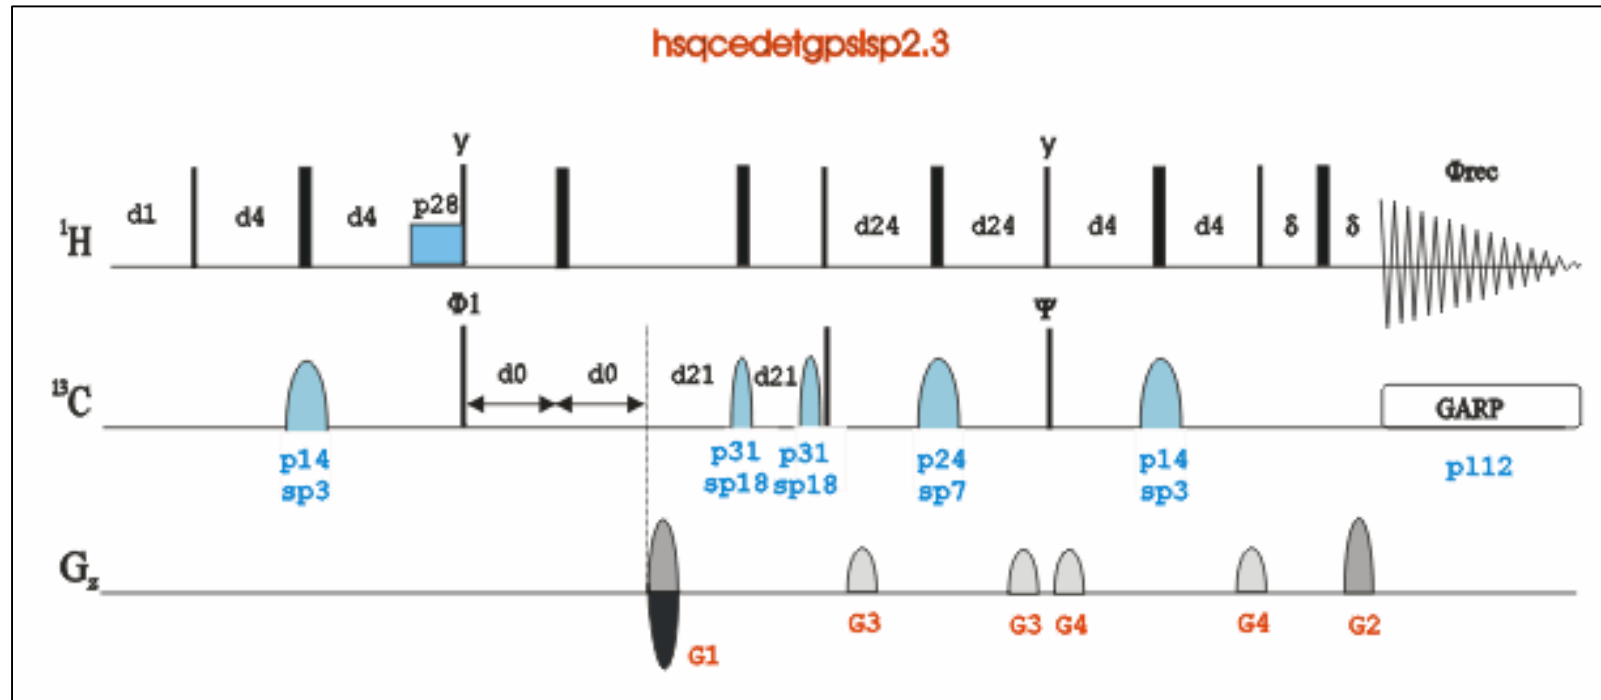 hsqcedetgpslsp2.3
y y
Φrec
d1 d4 d4 p28 d24 d24 d4 d4 δ δ
¹H
Φ1 Ψ
d0 d0 d21 d21
¹³C GARP
p14 p31 p31 p24 p14 p112
sp3 sp18 sp18 sp7 sp3
Gz
G3 G3 G4 G4 G2
G1